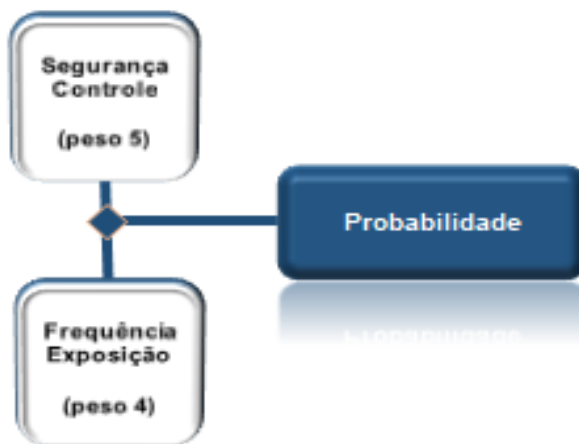 Segurança
Controle
(peso 5)
Probabilidade
Frequência
Exposição
(peso 4)